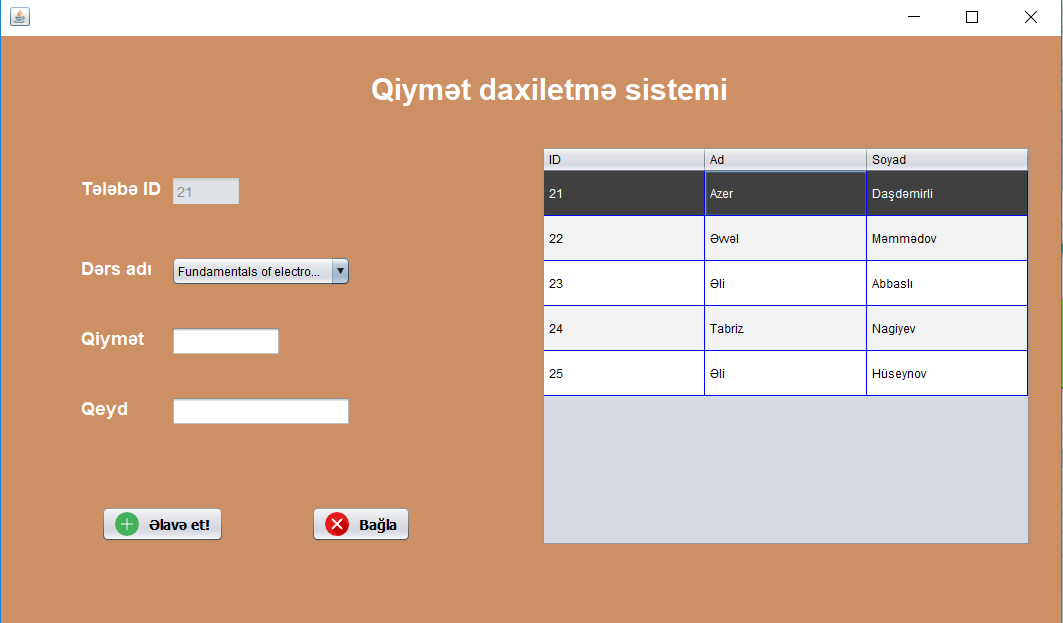 Qiymət daxiletmə sistemi
Tələbə ID 21
Dərs adı Fundamentals of electro...
Qiymət
Qeyd
Əlavə et! Bağla
ID Ad Soyad
21 Azer Daşdəmirli
22 Əvvəl Məmmədov
23 Əli Abbaslı
24 Tabriz Nagiyev
25 Əli Hüseynov